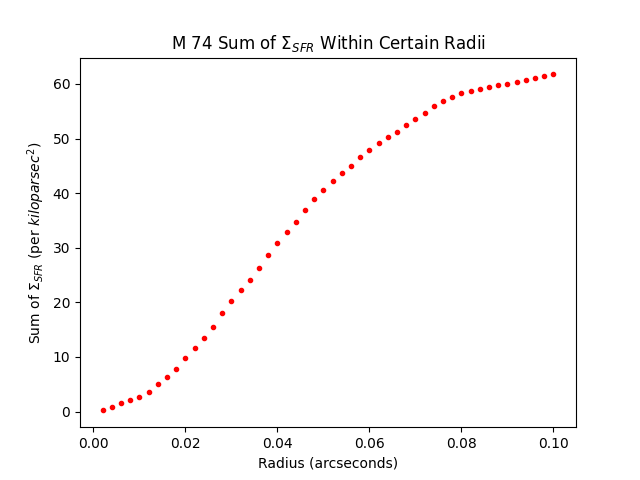 M 74 Sum of Σ_SFR Within Certain Radii
Sum of Σ_SFR (per kiloparsec²)
60
50
40
30
20
10
0
0.00 0.02 0.04 0.06 0.08 0.10
Radius (arcseconds)